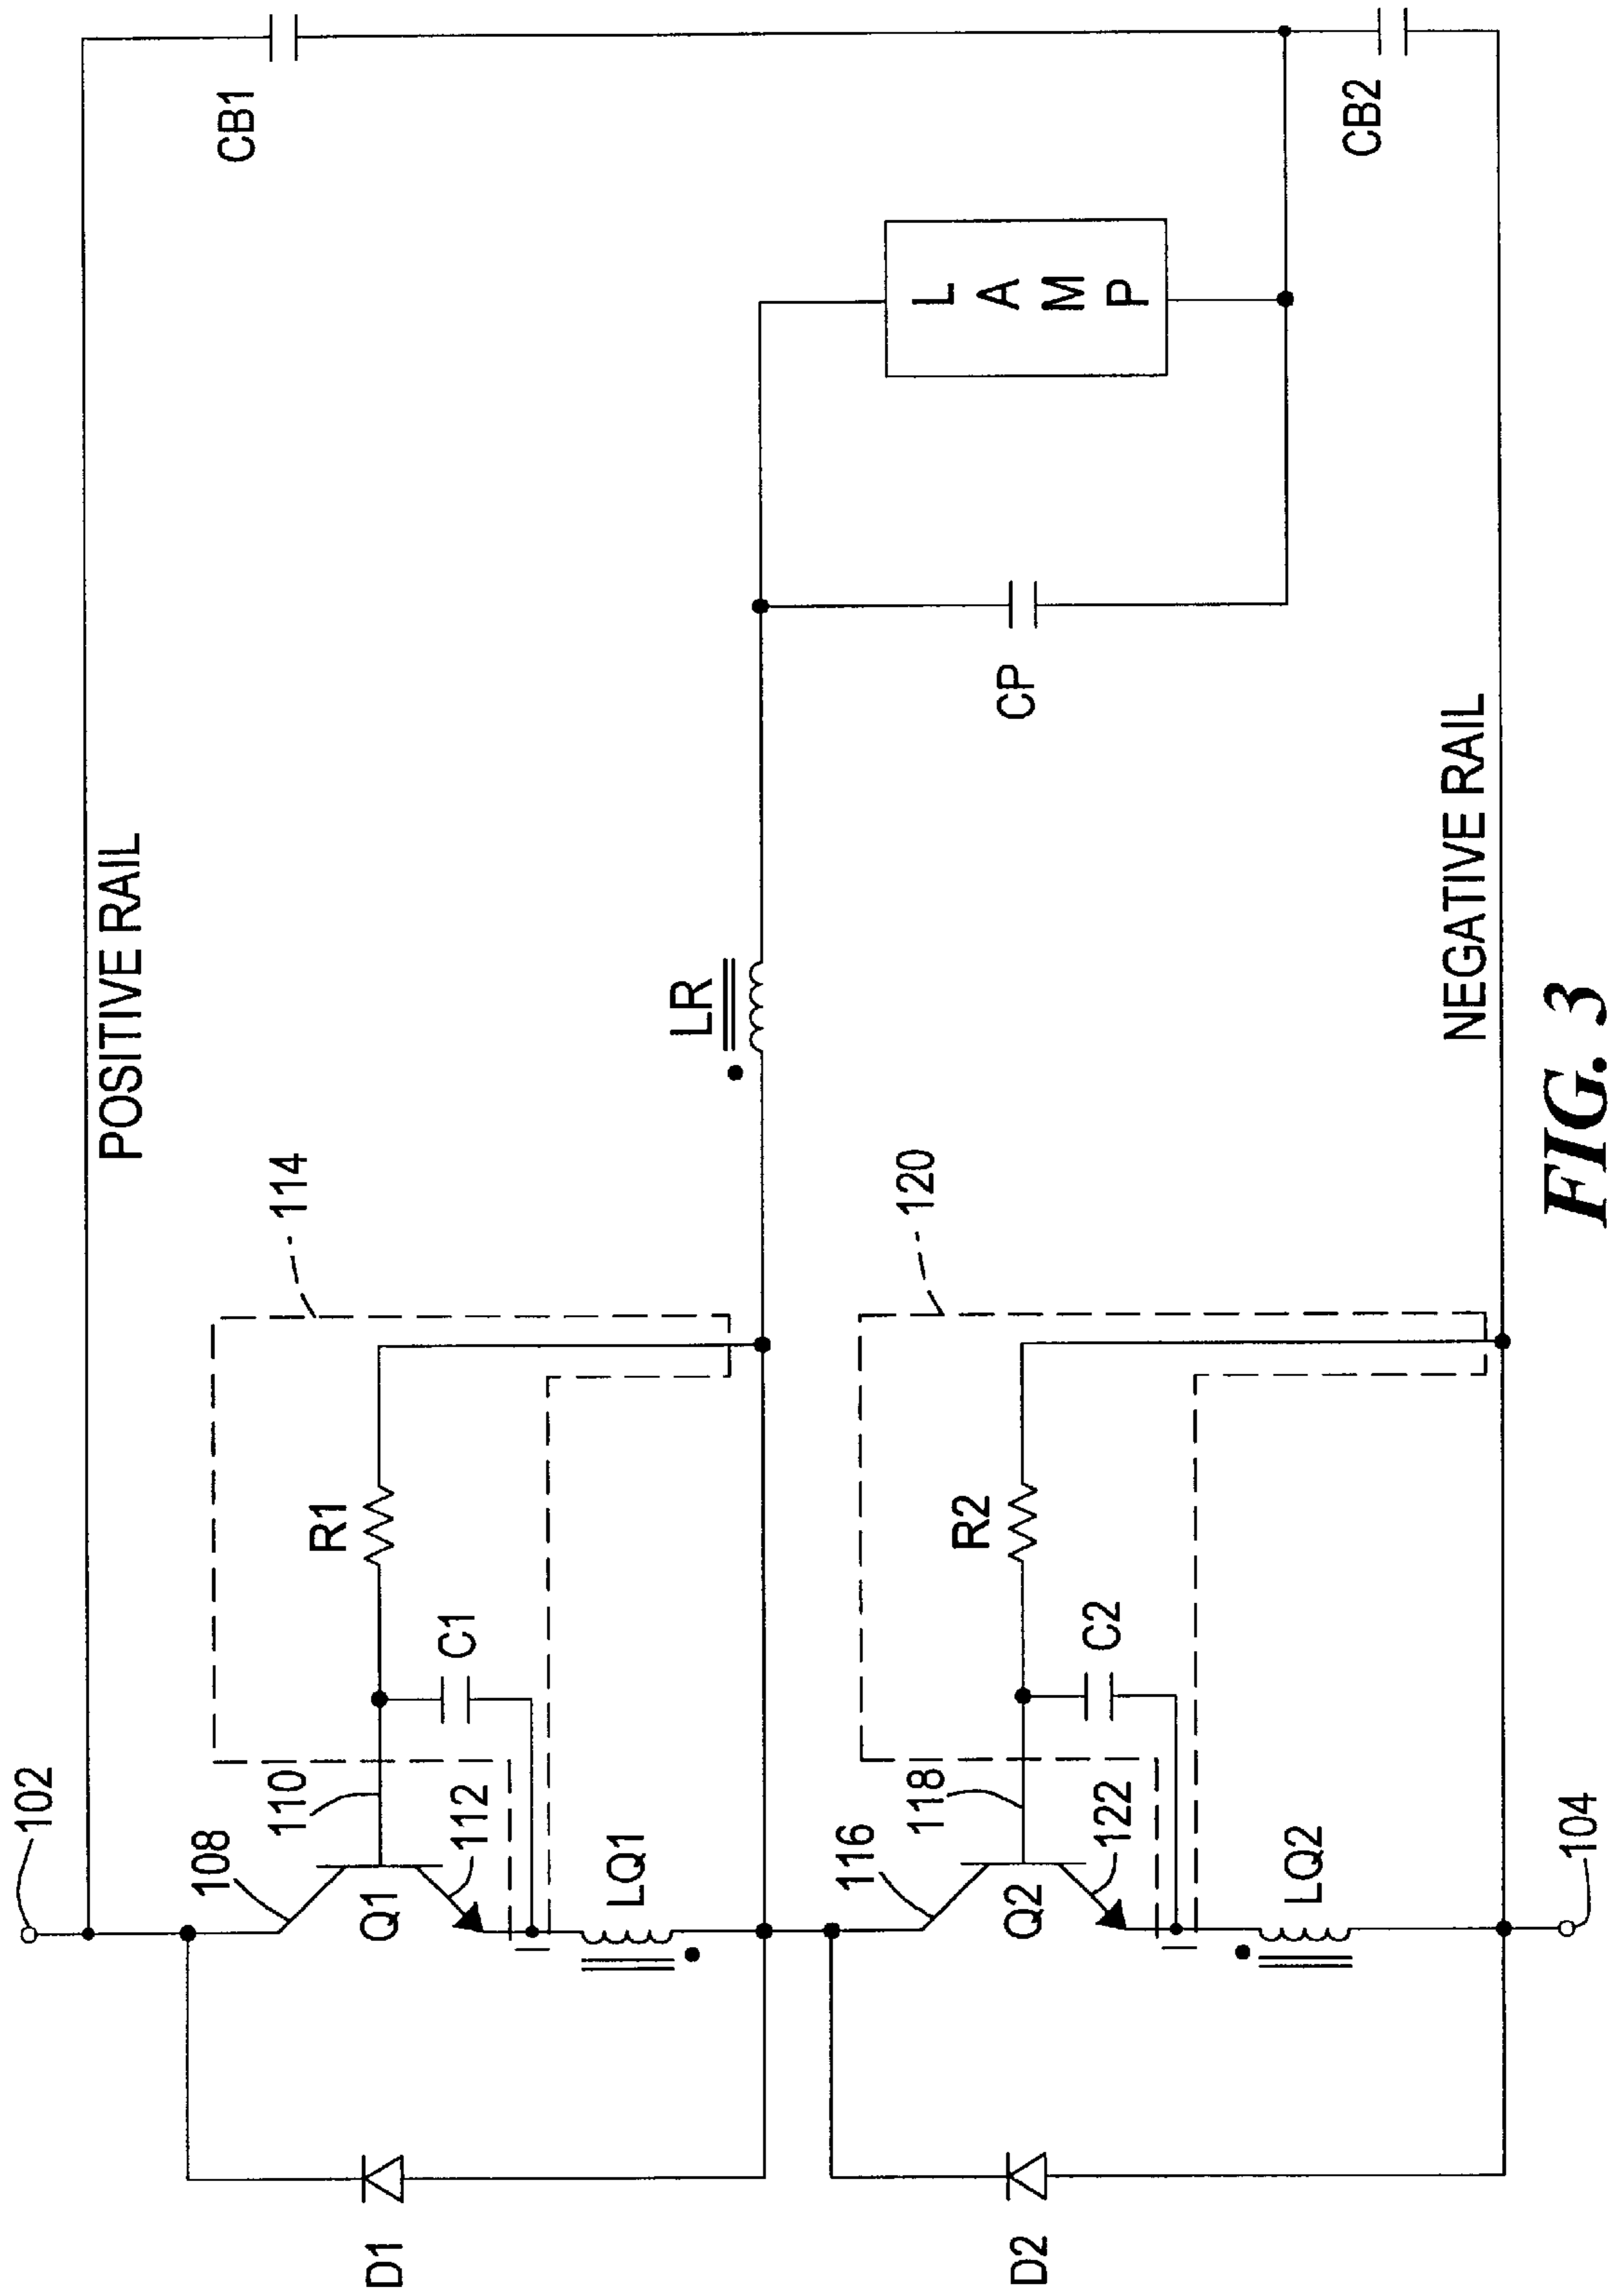 102
POSITIVE RAIL
CB1
108
110
R1
114
Q1
112
C1
D1
LQ1
LR
L
A
M
P
CP
116
118
R2
120
Q2
122
C2
D2
LQ2
104
NEGATIVE RAIL
CB2
FIG. 3